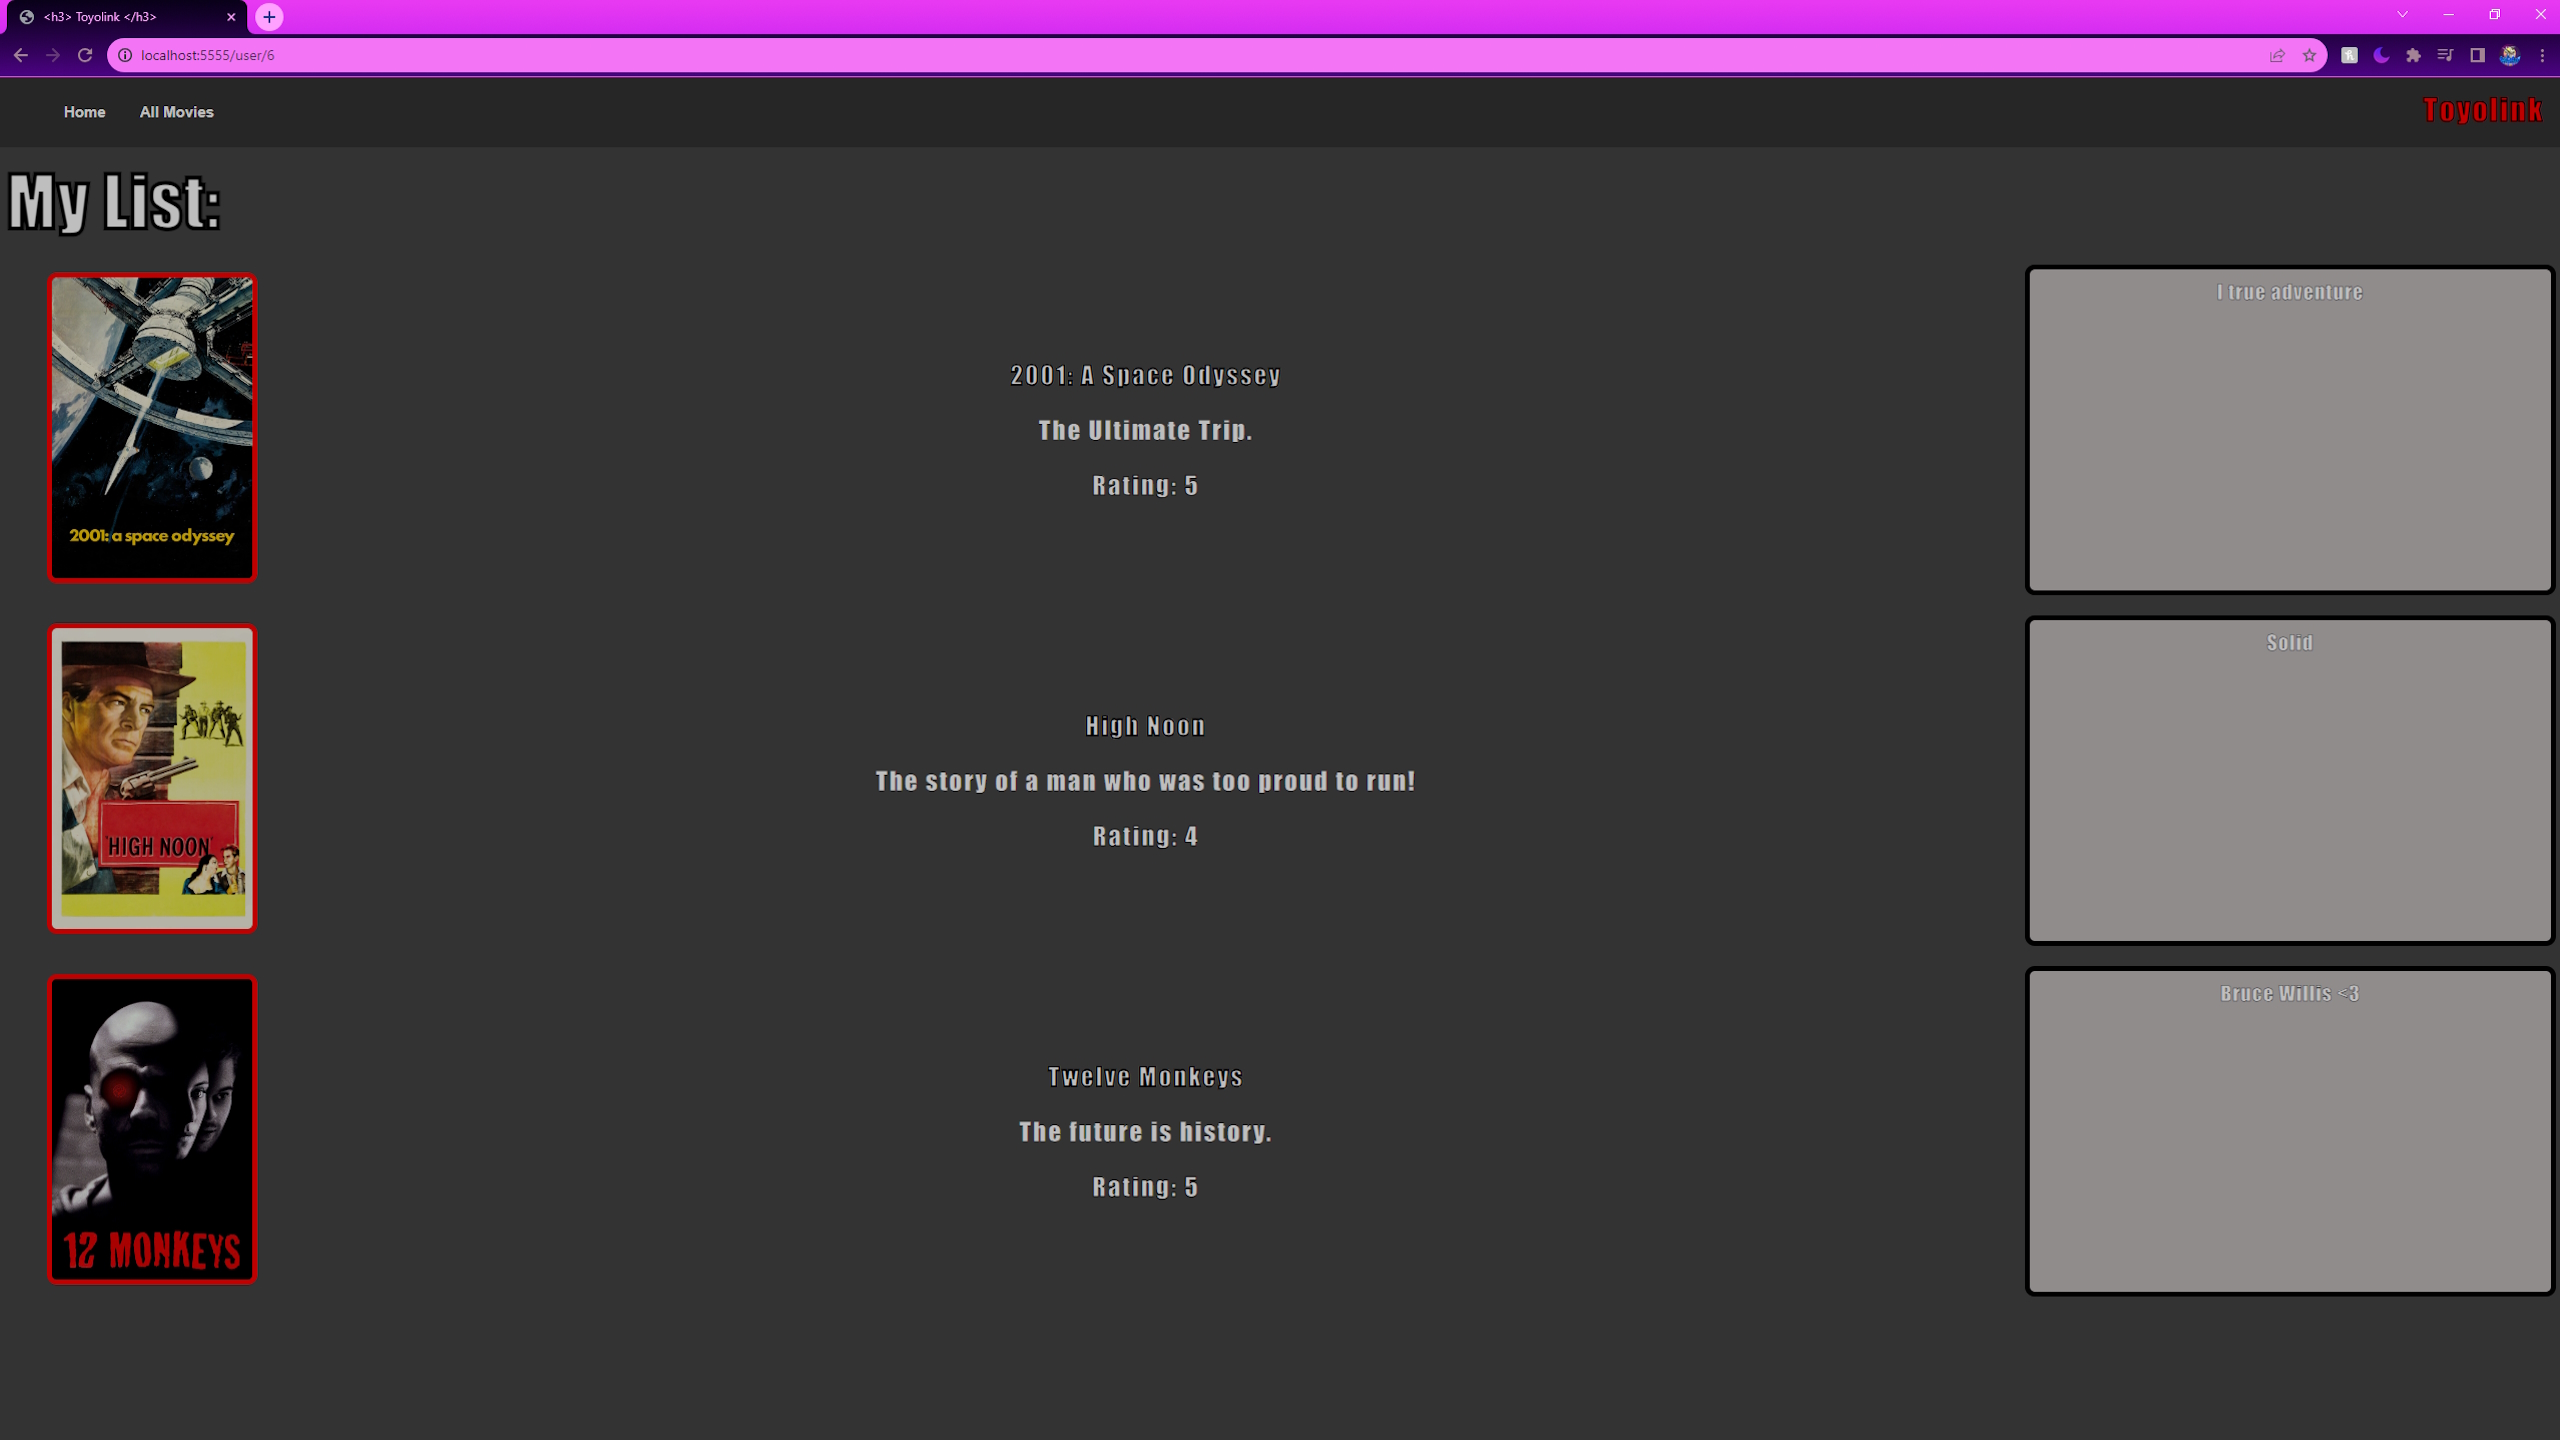 <h3> Toyolink </h3>
localhost:5555/user/6
Home
All Movies
Toyolink
My List:
2001: a space odyssey
2001: A Space Odyssey
The Ultimate Trip.
Rating: 5
I true adventure
'HIGH NOON'
High Noon
The story of a man who was too proud to run!
Rating: 4
Solid
12 MONKEYS
Twelve Monkeys
The future is history.
Rating: 5
Bruce Willis <3